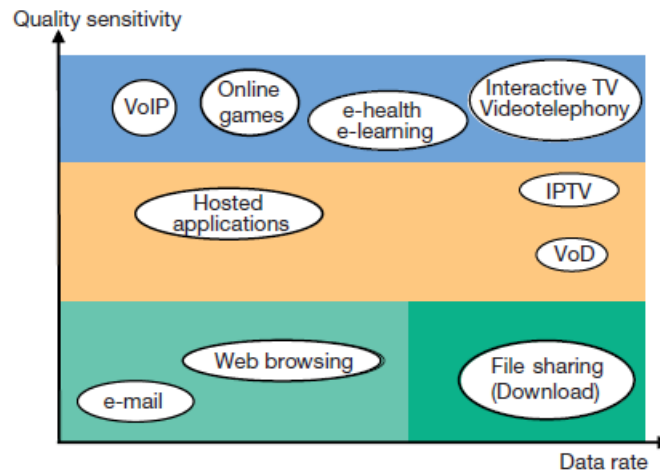 Quality sensitivity
VoIP
Online
games
e-health
e-learning
Interactive TV
Videotelephony
Hosted
applications
IPTV
VoD
Web browsing
e-mail
File sharing
(Download)
Data rate